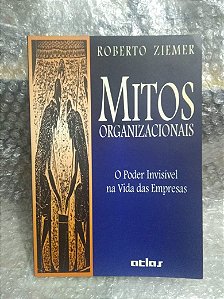 ROBERTO ZIEMER
MITOS
ORGANIZACIONAIS
O Poder Invisível
na Vida das Empresas
atlas